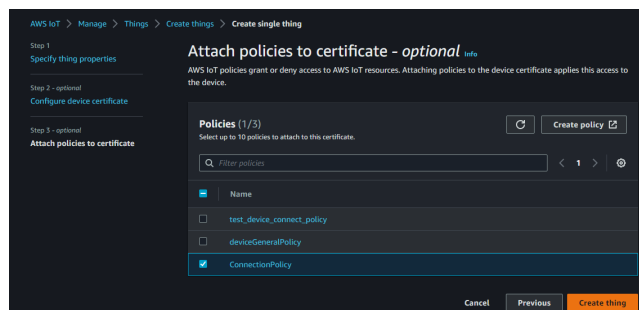 AWS IoT > Manage > Things > Create things > Create single thing
Step 1
Specify thing properties
Step 2 - optional
Configure device certificate
Step 3 - optional
Attach policies to certificate
Attach policies to certificate - optional Info
AWS IoT policies grant or deny access to AWS IoT resources. Attaching policies to the device certificate applies this access to
the device.
Policies (1/3)
Select up to 10 policies to attach to this certificate.
Create policy
Filter policies
1
Name
test_device_connect_policy
deviceGeneralPolicy
ConnectionPolicy
Cancel
Previous
Create thing